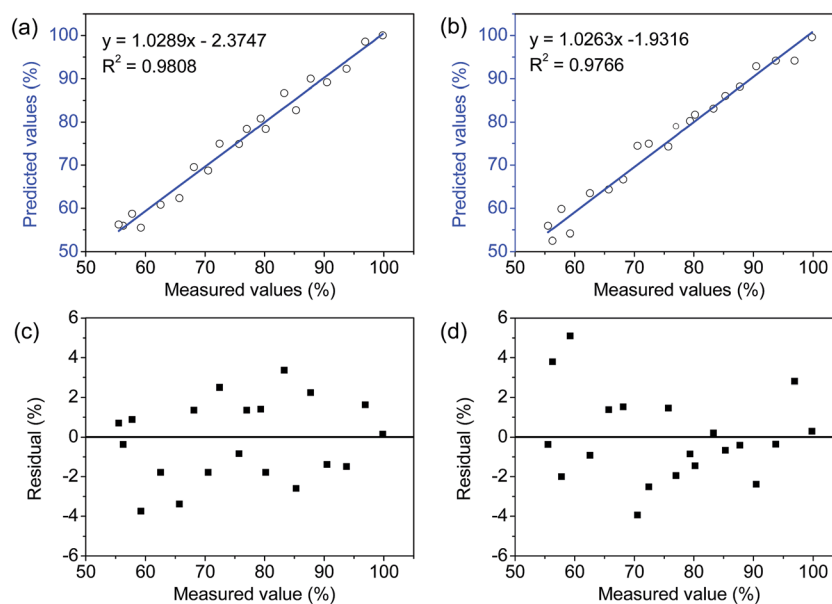 (a)
y = 1.0289x - 2.3747
R² = 0.9808
Predicted values (%)
100
90
80
70
60
50
50 60 70 80 90 100
Measured values (%)
(b)
y = 1.0263x -1.9316
R² = 0.9766
Predicted values (%)
100
90
80
70
60
50
50 60 70 80 90 100
Measured values (%)
(c)
Residual (%)
6
4
2
0
-2
-4
-6
50 60 70 80 90 100
Measured value (%)
(d)
Residual (%)
6
4
2
0
-2
-4
-6
50 60 70 80 90 100
Measured value (%)